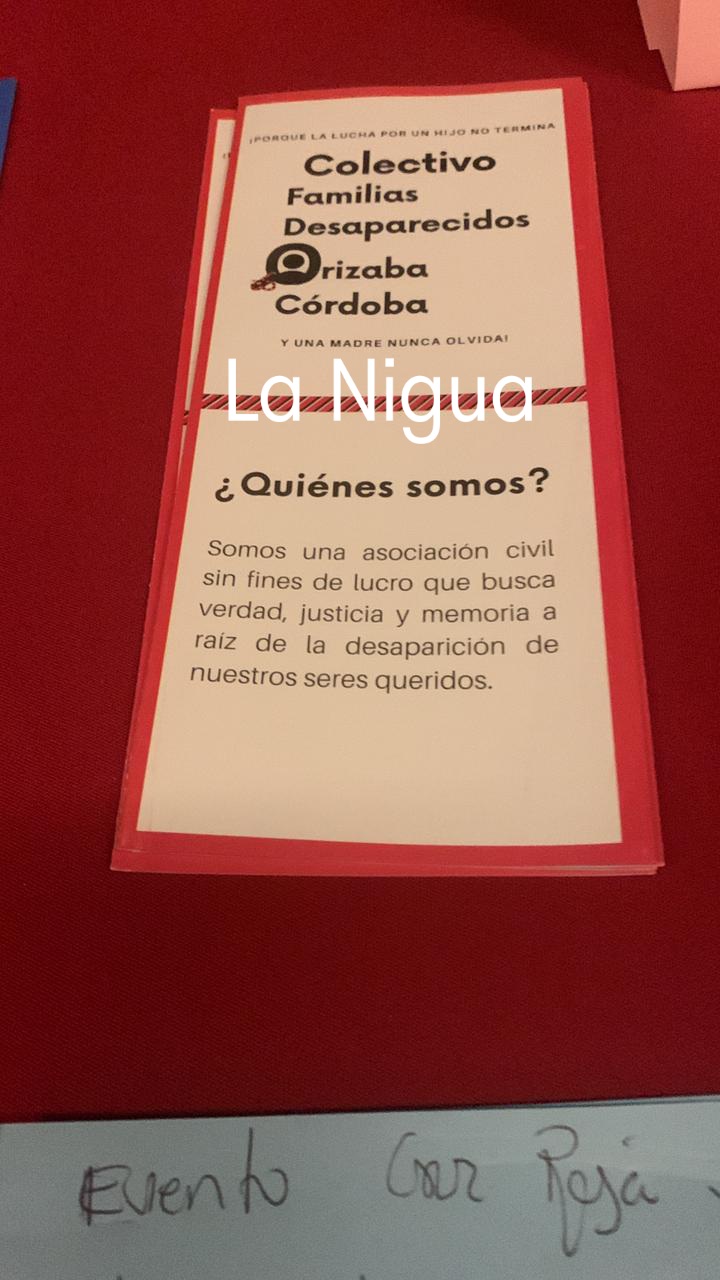 ¡PORQUE LA LUCHA POR UN HIJO NO TERMINA
Colectivo
Familias
Desaparecidos
Orizaba
Córdoba
Y UNA MADRE NUNCA OLVIDA!
La Nigua
¿Quiénes somos?
Somos una asociación civil
sin fines de lucro que busca
verdad, justicia y memoria a
raíz de la desaparición de
nuestros seres queridos.
Evento Cruz Roja